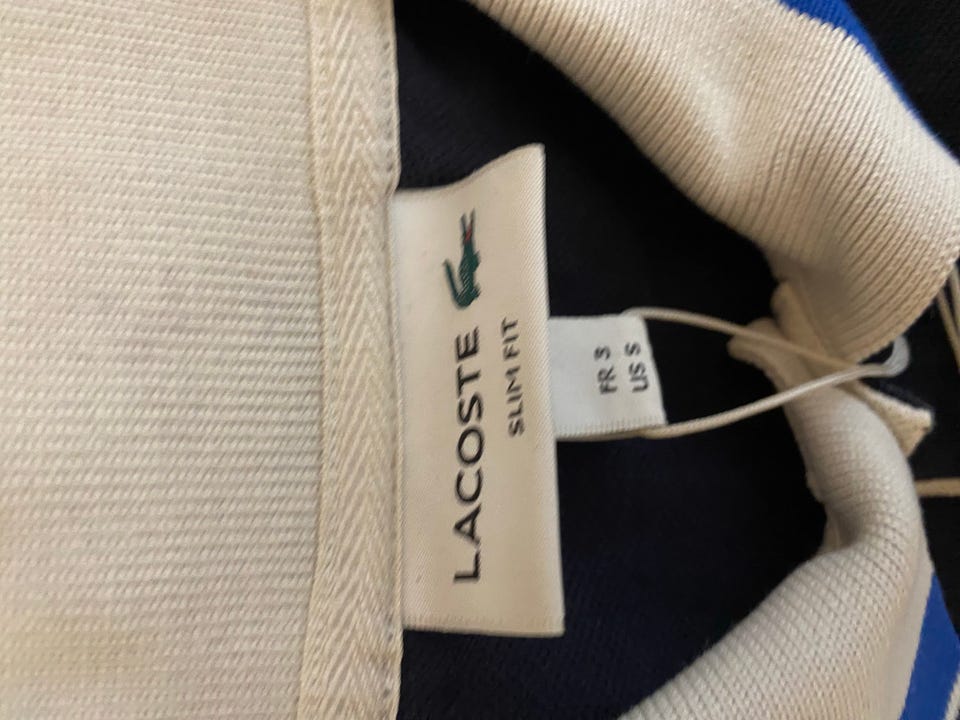 LACOSTE
SLIM FIT
FR 3
US S